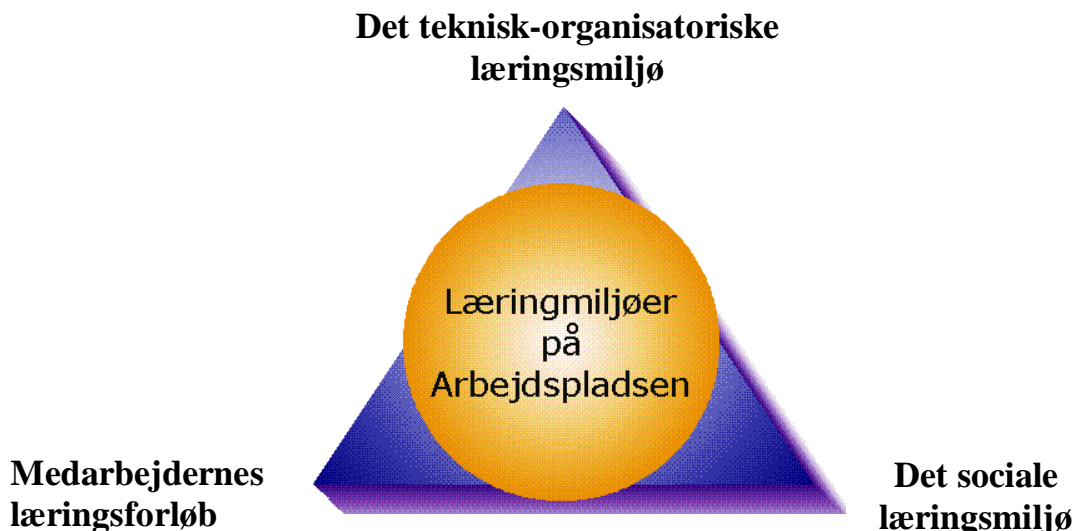 Det teknisk-organisatoriske
læringsmiljø
Læringmiljøer
på
Arbejdspladsen
Medarbejdernes
læringsforløb
Det sociale
læringsmiljø